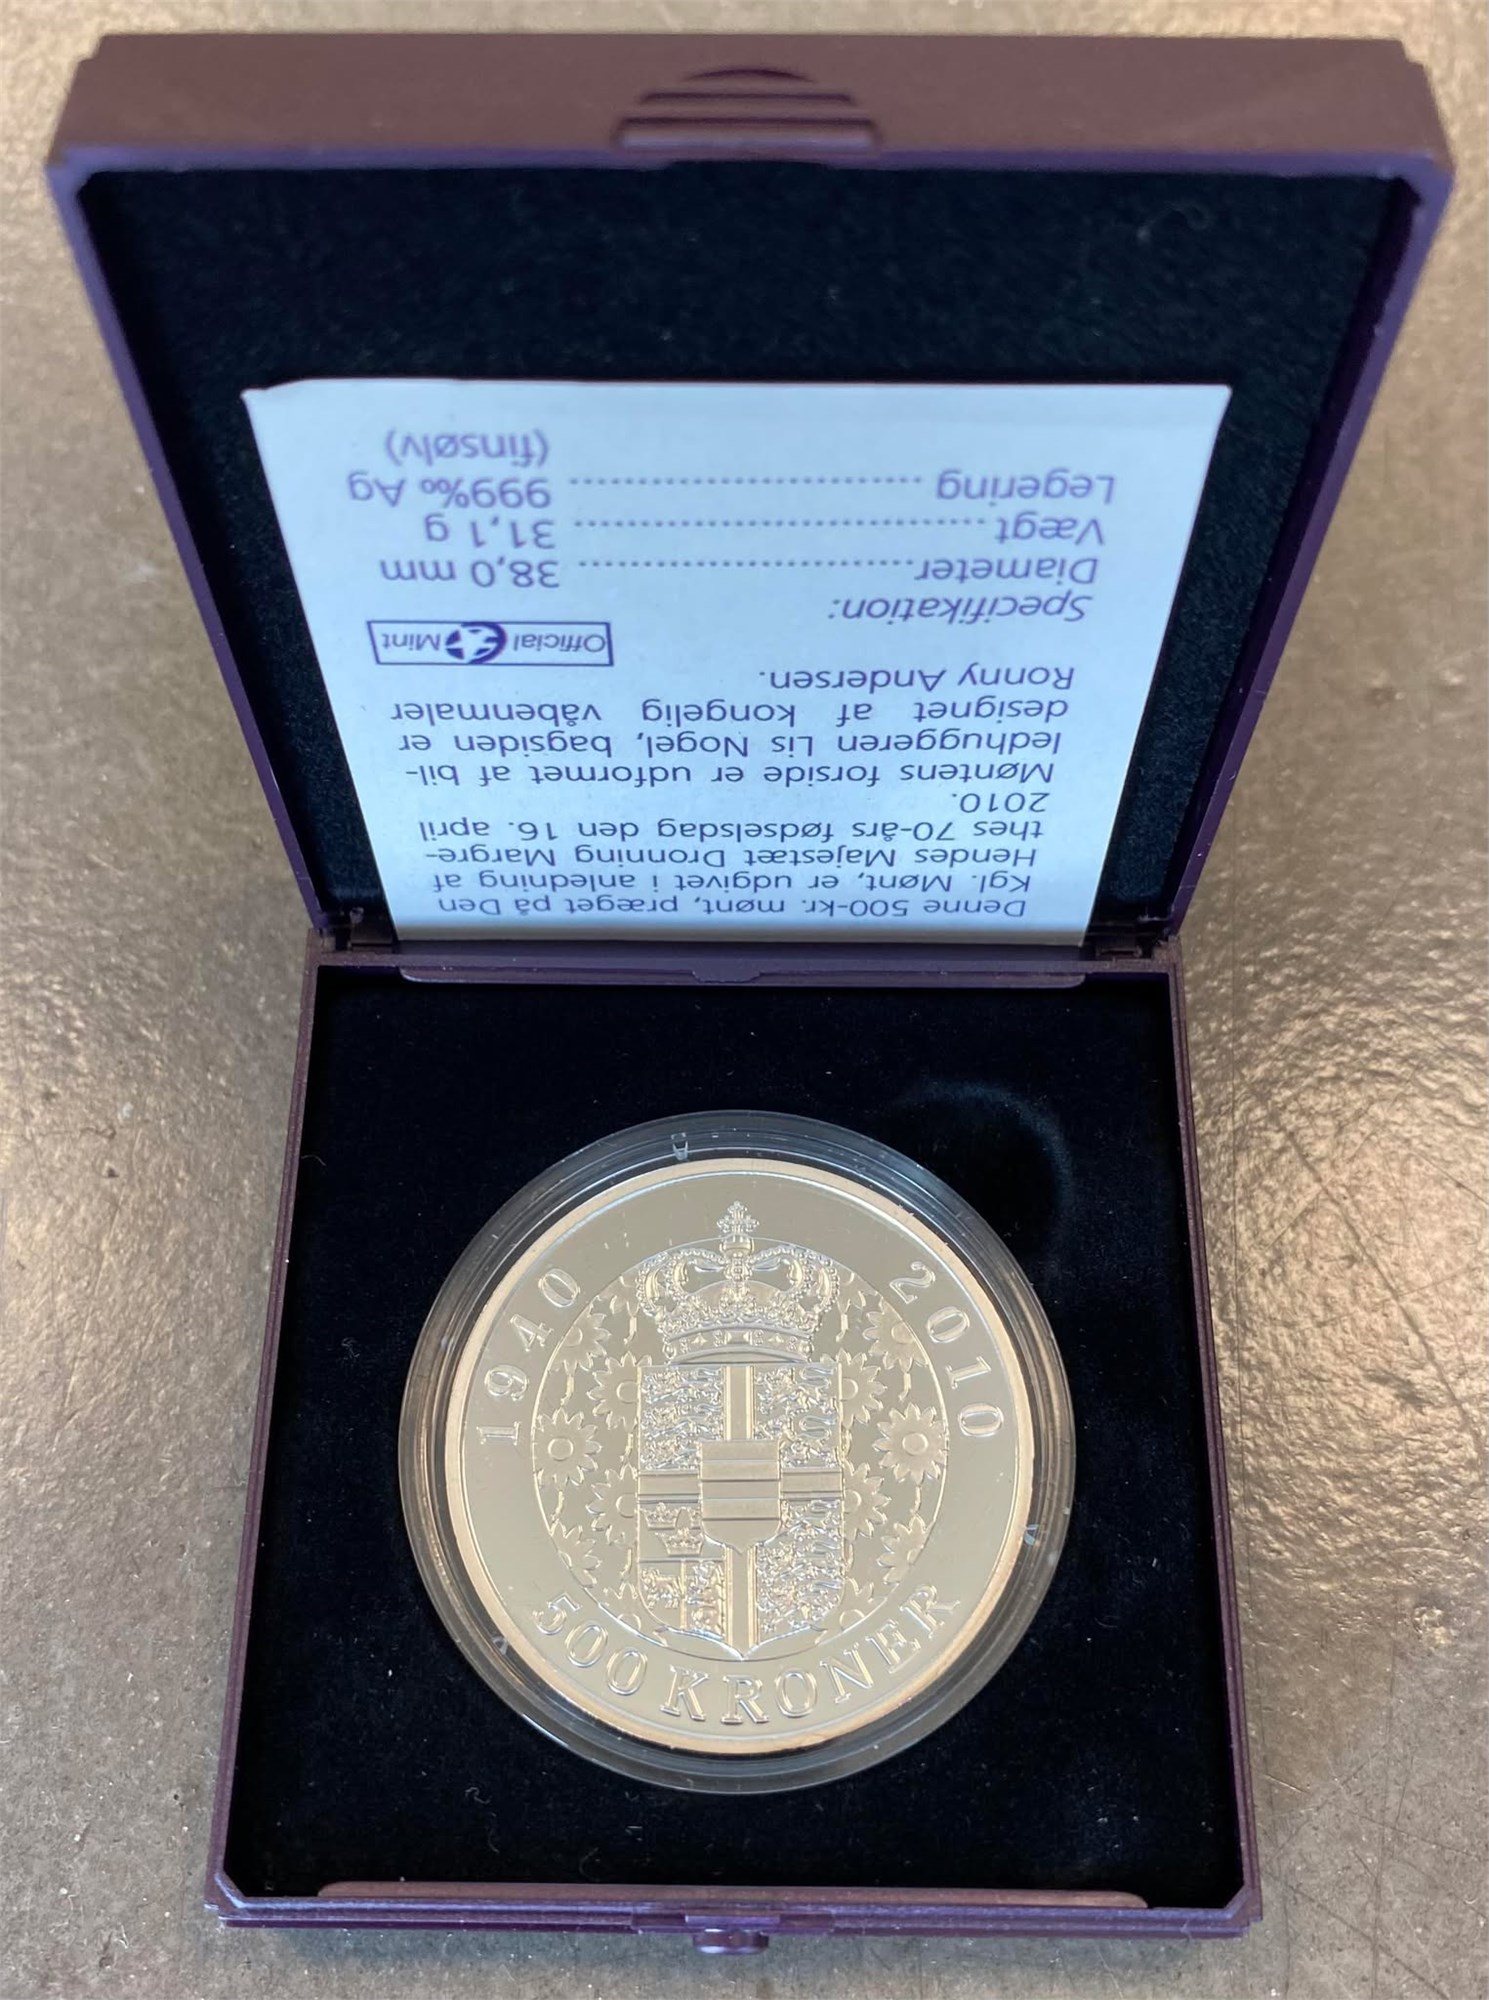 Denne 500-kr. mønt, præget på Den
Kgl. Mønt, er udgivet i anledning af
Hendes Majestæt Dronning Margre-
thes 70-års fødselsdag den 16. april
2010.
Møntens forside er udformet af bil-
ledhuggeren Lis Nogel, bagsiden er
designet af kongelig våbenmaler
Ronny Andersen.
Official Mint
Specifikation:
Diameter.......................... 38,0 mm
Vægt ................................ 31,1 g
Legering ........................... 999‰ Ag
(finsølv)
1940 2010
500 KRONER